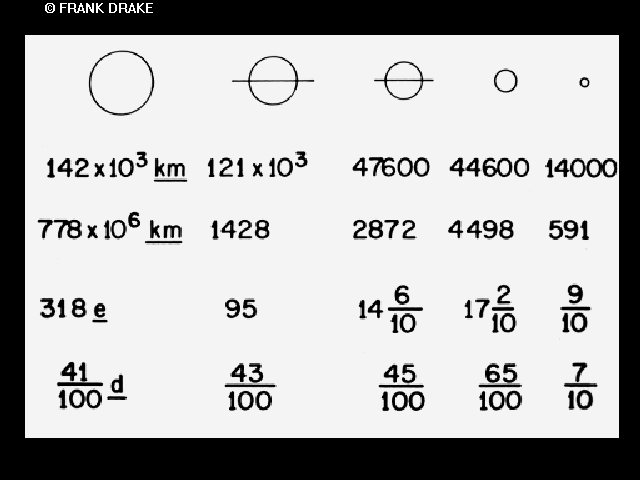 © FRANK DRAKE
142 x 10³ km 121 x 10³ 47600 44600 14000
778 x 10⁶ km 1428 2872 4498 591
318 e 95 14 6/10 17 2/10 9/10
41/100 d 43/100 45/100 65/100 7/10